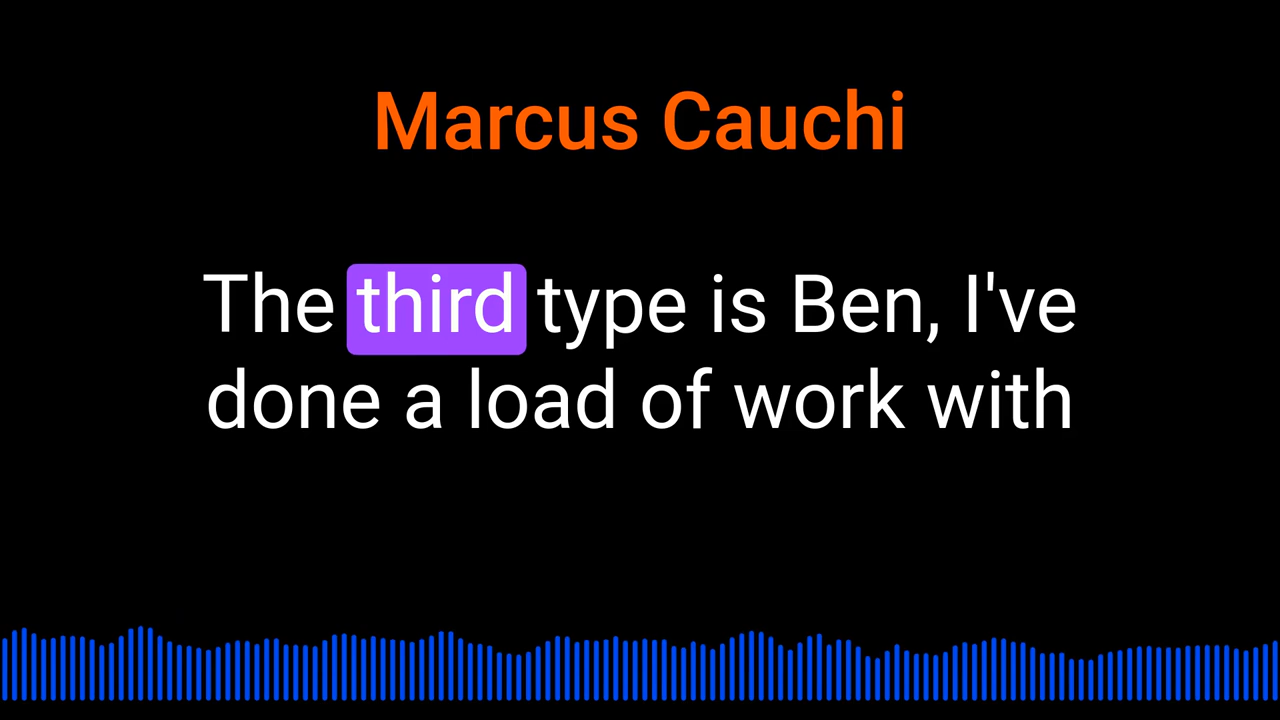 Marcus Cauchi
The third type is Ben, I've
done a load of work with